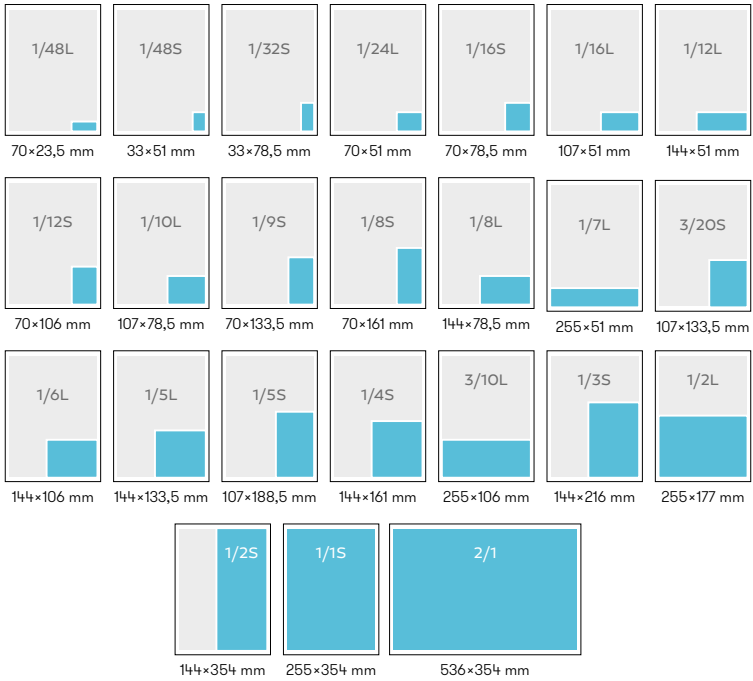 1/48L 1/48S 1/32S 1/24L 1/16S 1/16L 1/12L
70×23,5 mm 33×51 mm 33×78,5 mm 70×51 mm 70×78,5 mm 107×51 mm 144×51 mm
1/12S 1/10L 1/9S 1/8S 1/8L 1/7L 3/20S
70×106 mm 107×78,5 mm 70×133,5 mm 70×161 mm 144×78,5 mm 255×51 mm 107×133,5 mm
1/6L 1/5L 1/5S 1/4S 3/10L 1/3S 1/2L
144×106 mm 144×133,5 mm 107×188,5 mm 144×161 mm 255×106 mm 144×216 mm 255×177 mm
1/2S 1/1S 2/1
144×354 mm 255×354 mm 536×354 mm